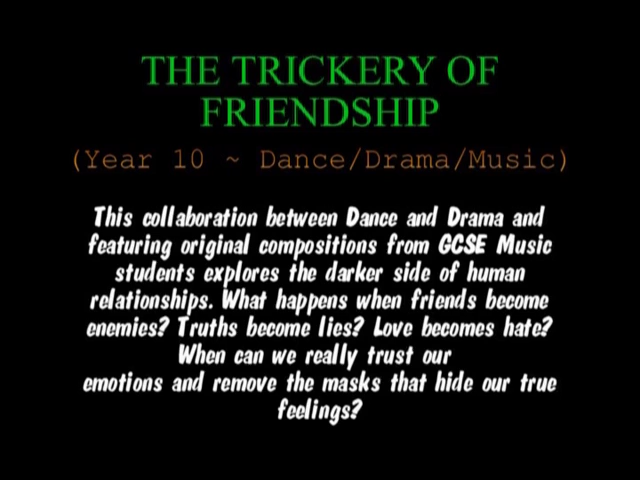 THE TRICKERY OF
FRIENDSHIP
(Year 10 ~ Dance/Drama/Music)
This collaboration between Dance and Drama and
featuring original compositions from GCSE Music
students explores the darker side of human
relationships. What happens when friends become
enemies? Truths become lies? Love becomes hate?
When can we really trust our
emotions and remove the masks that hide our true
feelings?